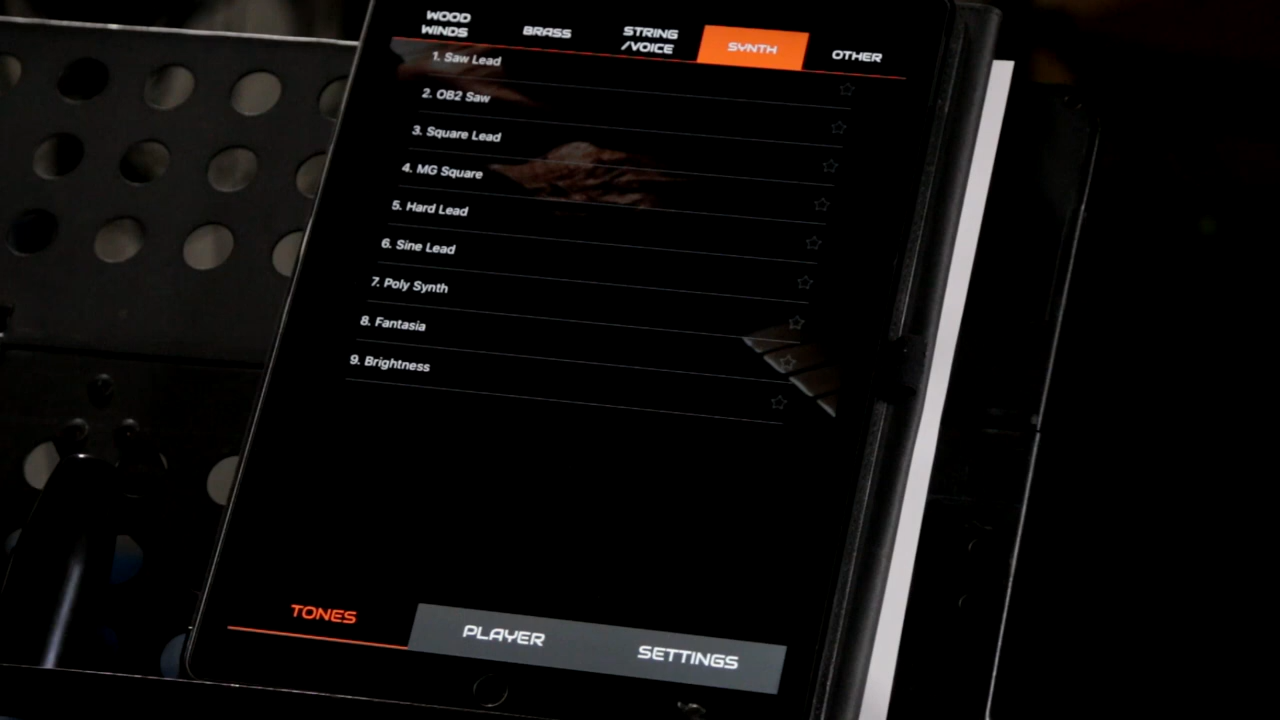 WOOD
WINDS
BRASS
STRING
/VOICE
SYNTH
OTHER
1. Saw Lead
2. OB2 Saw
3. Square Lead
4. MG Square
5. Hard Lead
6. Sine Lead
7. Poly Synth
8. Fantasia
9. Brightness
TONES
PLAYER
SETTINGS